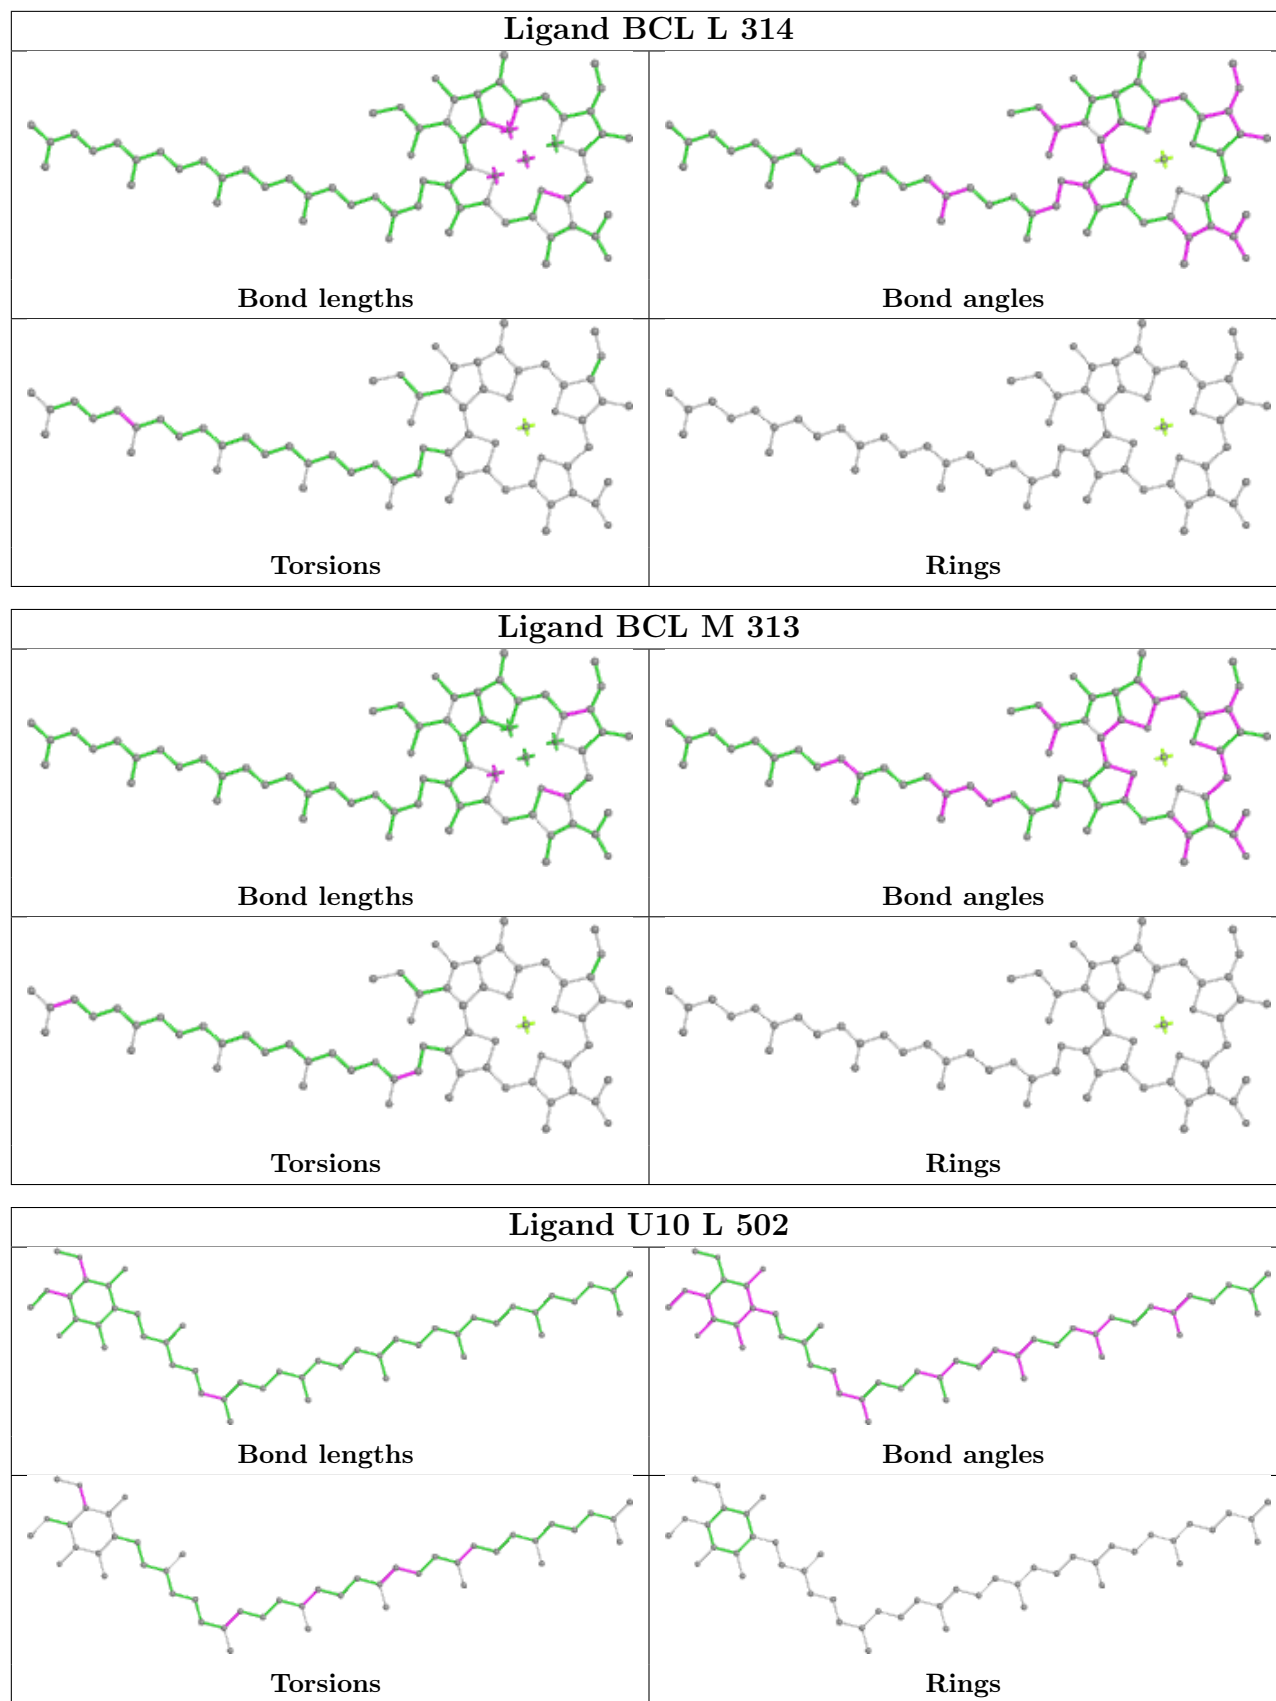 Ligand BCL L 314
Bond lengths
Bond angles
Torsions
Rings
Ligand BCL M 313
Bond lengths
Bond angles
Torsions
Rings
Ligand U10 L 502
Bond lengths
Bond angles
Torsions
Rings